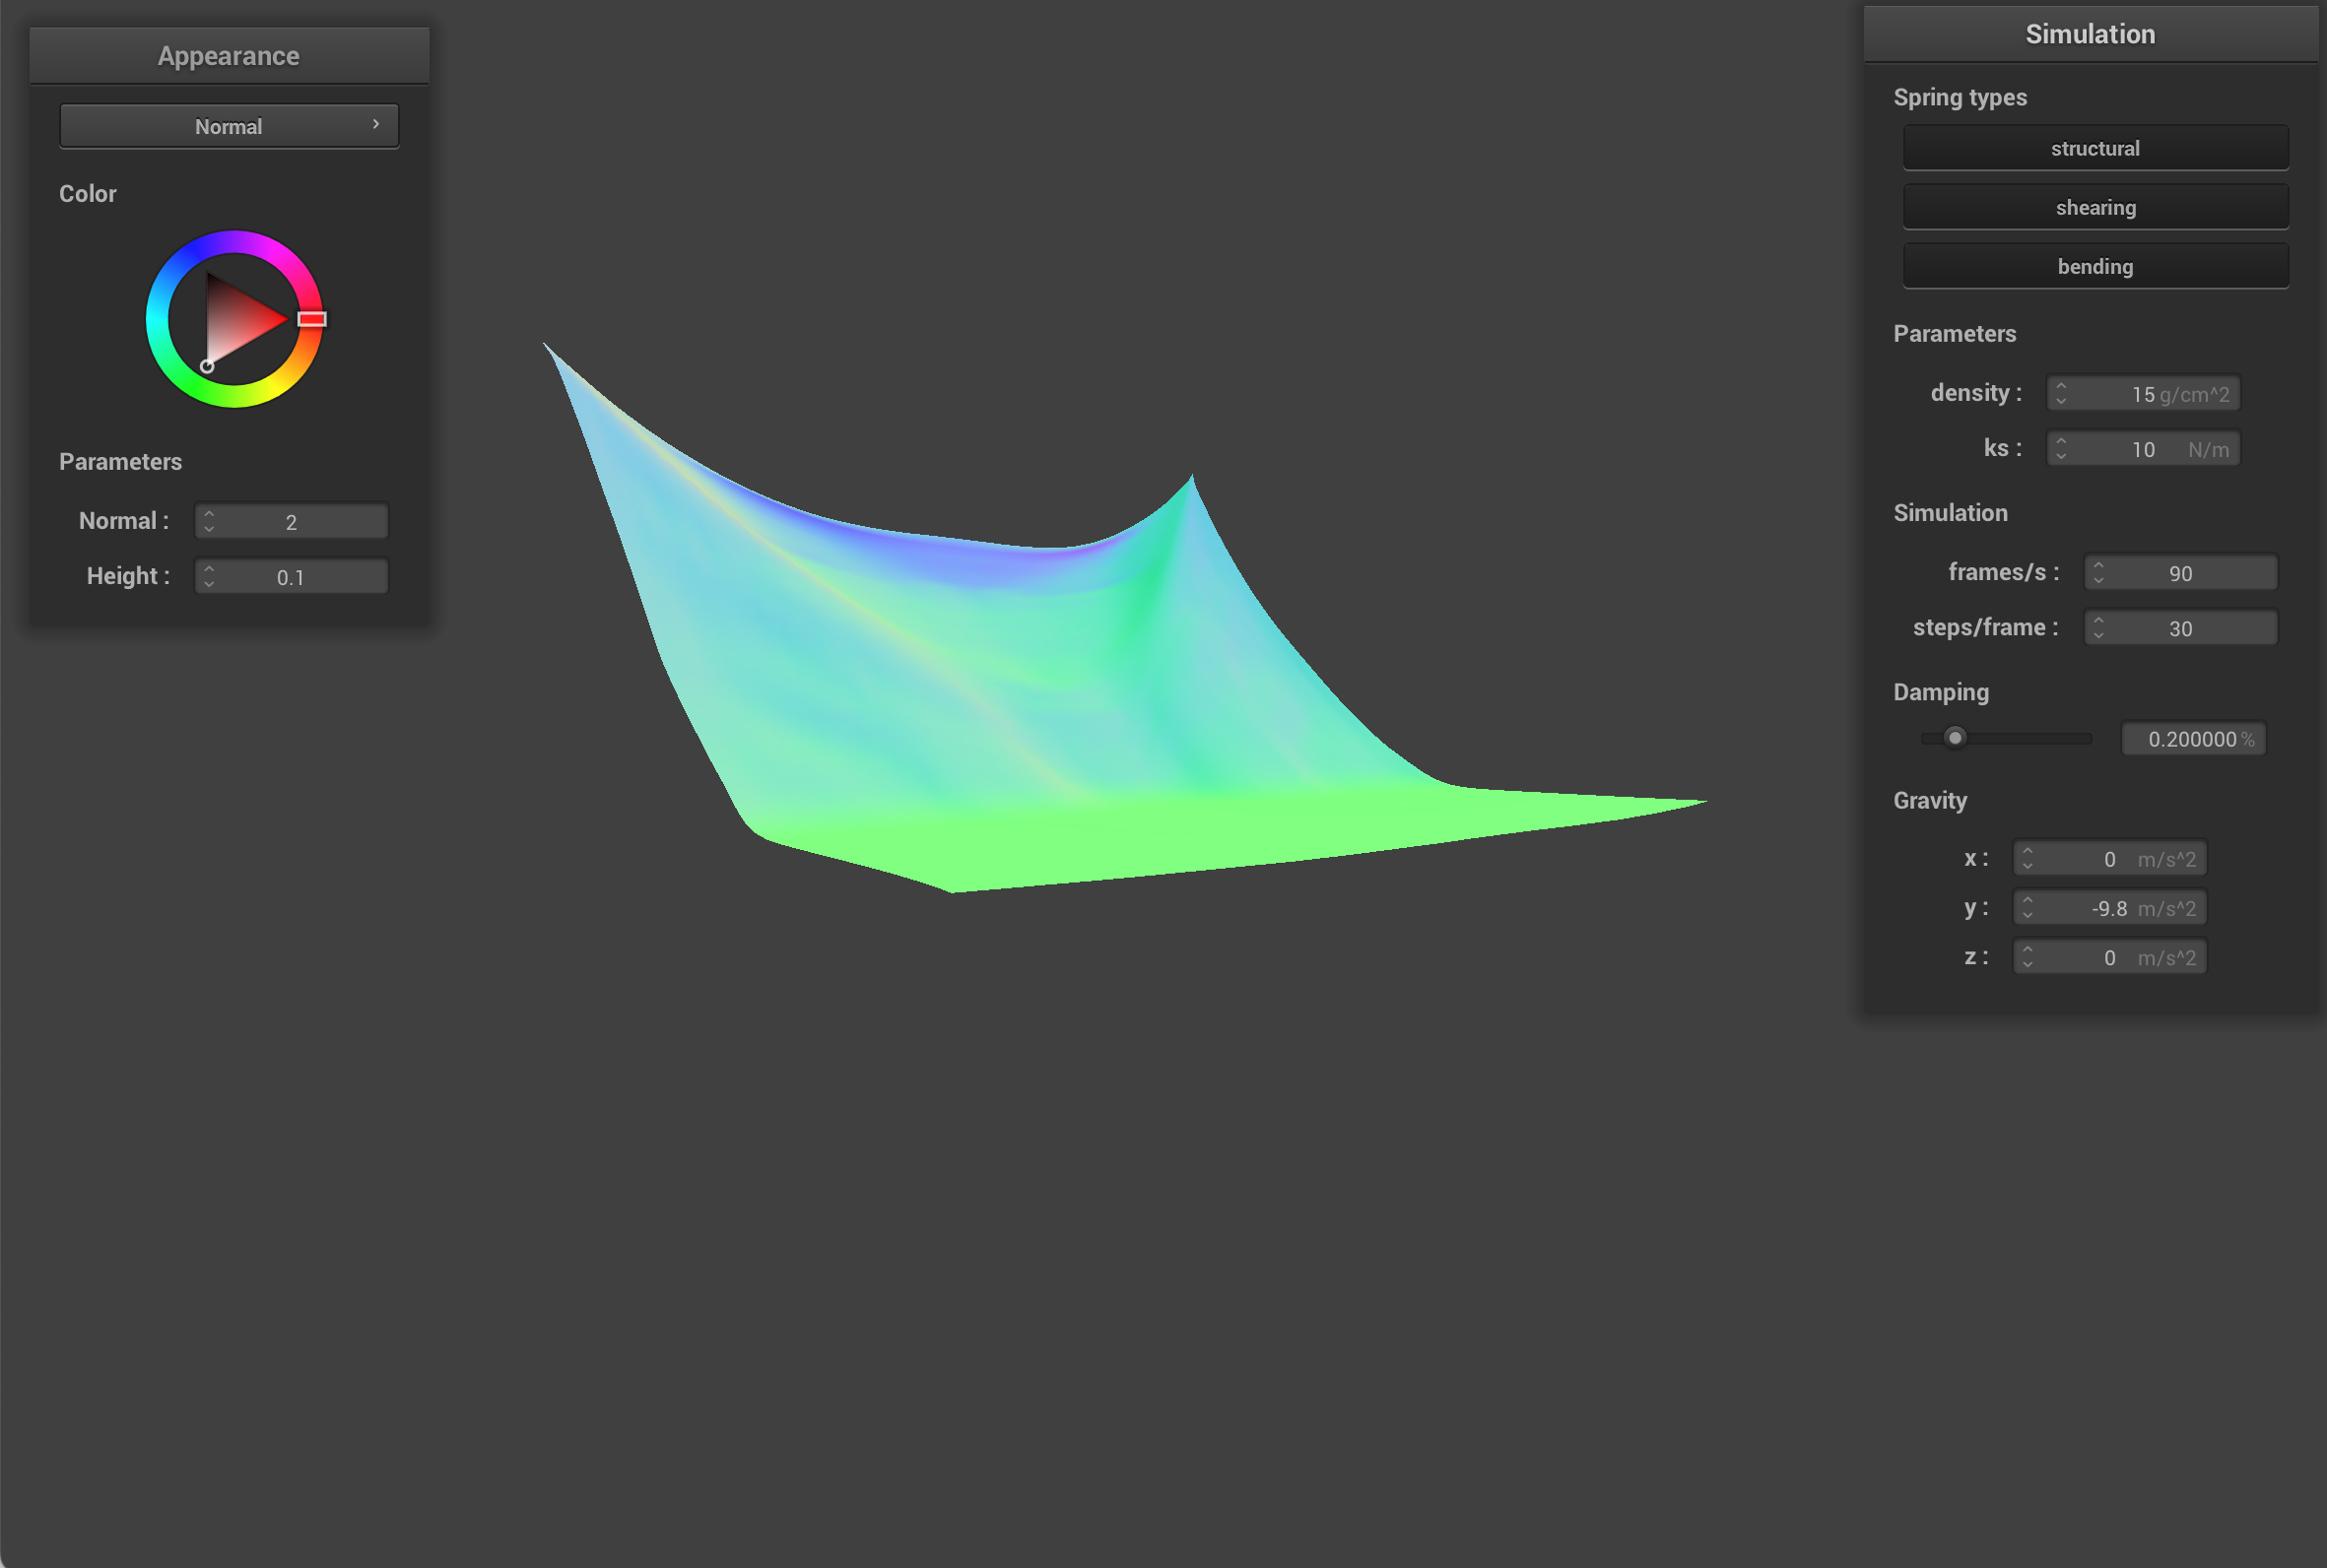 Appearance
Normal
Color
Parameters
Normal : 2
Height : 0.1
Simulation
Spring types
structural
shearing
bending
Parameters
density : 15 g/cm^2
ks : 10 N/m
Simulation
frames/s : 90
steps/frame : 30
Damping
0.200000 %
Gravity
x : 0 m/s^2
y : -9.8 m/s^2
z : 0 m/s^2